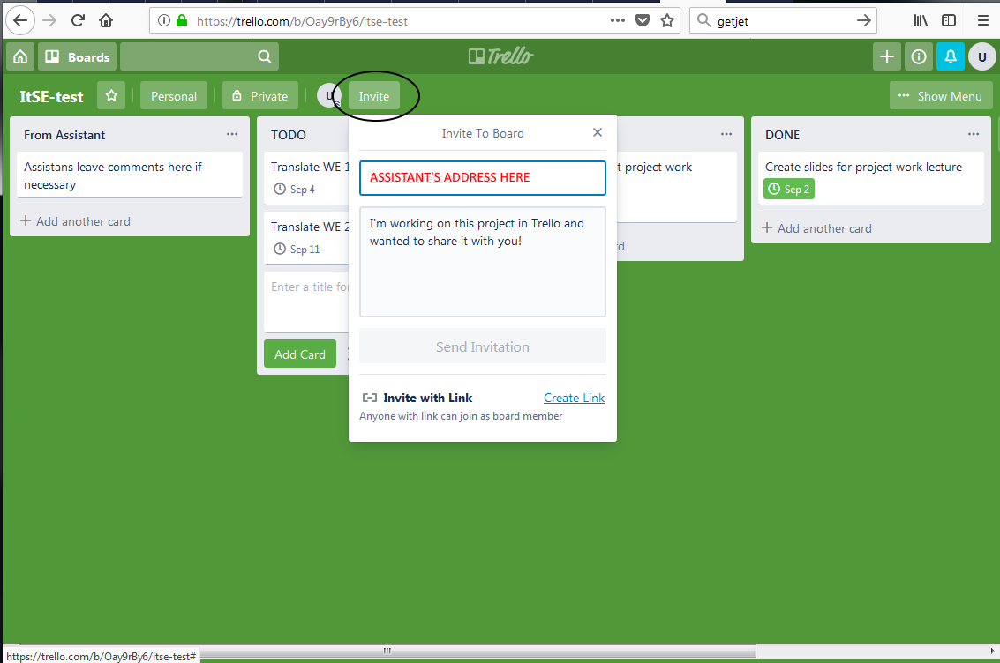 https://trello.com/b/Oay9rBy6/itse-test
getjet
Boards
Trello
U
ItSE-test
Personal
Private
U
Invite
Show Menu
From Assistant
Assistans leave comments here if
necessary
Add another card
TODO
Translate WE 1
Sep 4
Translate WE 2
Sep 11
Enter a title for
Add Card
Invite To Board
ASSISTANT'S ADDRESS HERE
I'm working on this project in Trello and
wanted to share it with you!
Send Invitation
Invite with Link
Create Link
Anyone with link can join as board member
t project work
rd
DONE
Create slides for project work lecture
Sep 2
Add another card
https://trello.com/b/Oay9rBy6/itse-test#